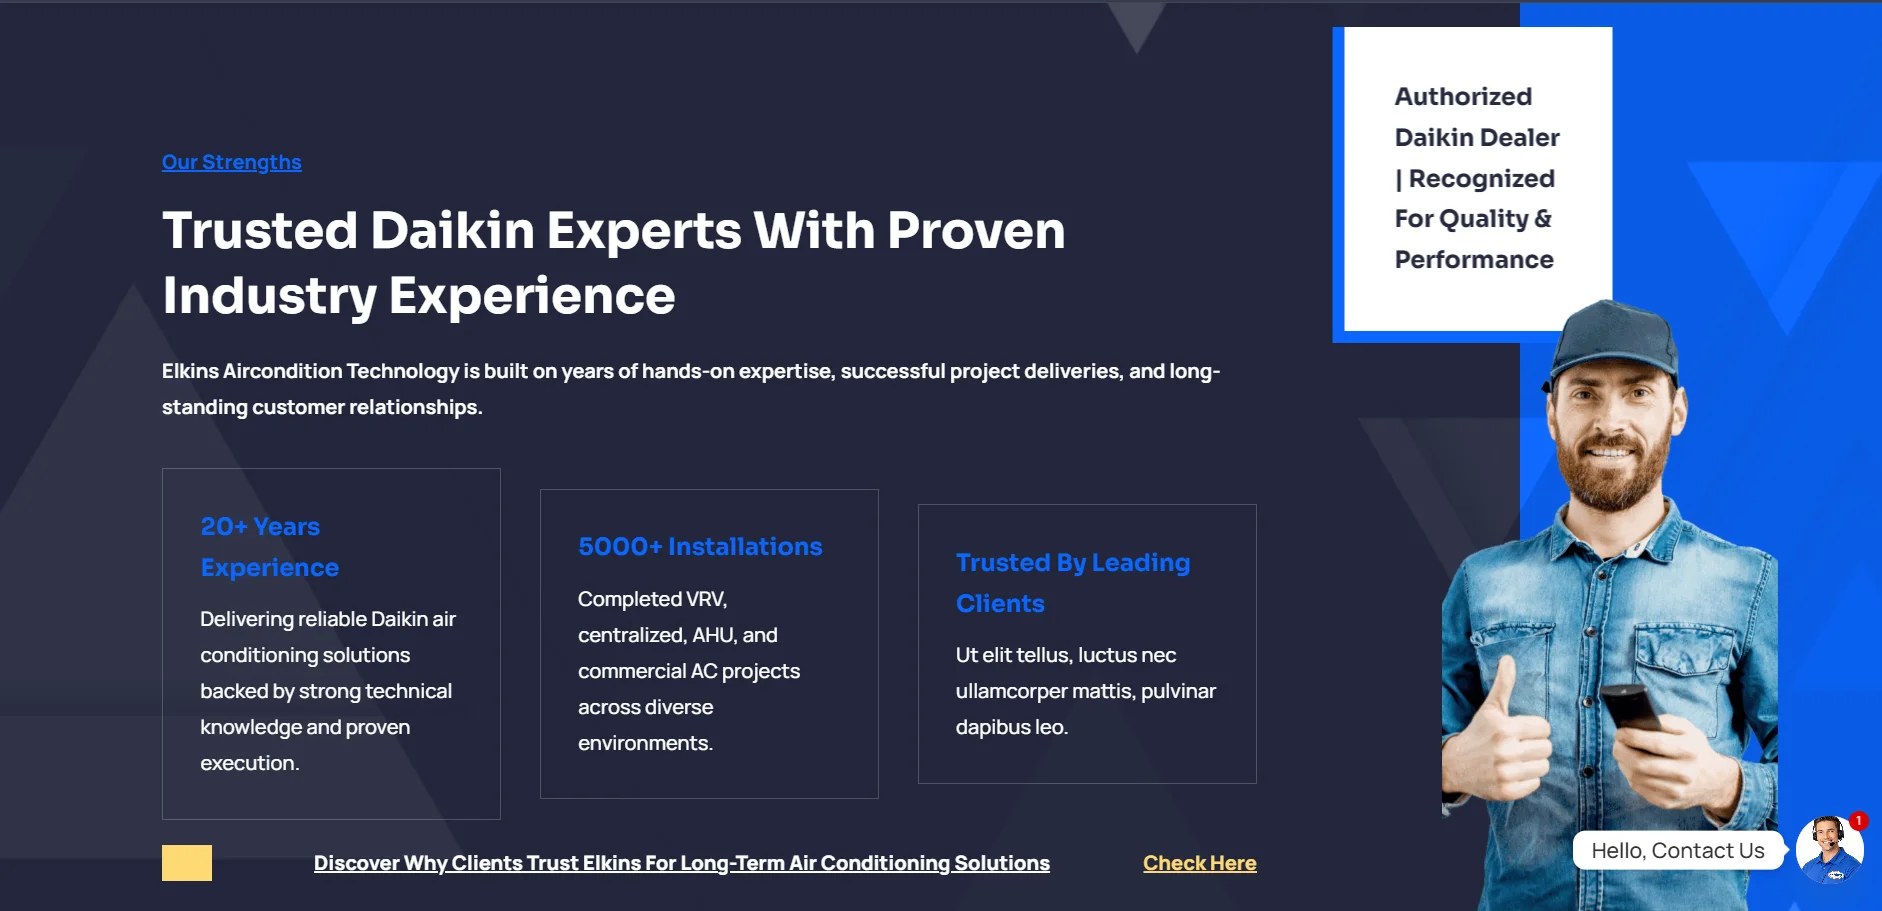 Authorized
Daikin Dealer
| Recognized
For Quality &
Performance
Our Strengths
Trusted Daikin Experts With Proven
Industry Experience
Elkins Aircondition Technology is built on years of hands-on expertise, successful project deliveries, and long-
standing customer relationships.
20+ Years
Experience
Delivering reliable Daikin air
conditioning solutions
backed by strong technical
knowledge and proven
execution.
5000+ Installations
Completed VRV,
centralized, AHU, and
commercial AC projects
across diverse
environments.
Trusted By Leading
Clients
Ut elit tellus, luctus nec
ullamcorper mattis, pulvinar
dapibus leo.
Discover Why Clients Trust Elkins For Long-Term Air Conditioning Solutions
Check Here
Hello, Contact Us
1